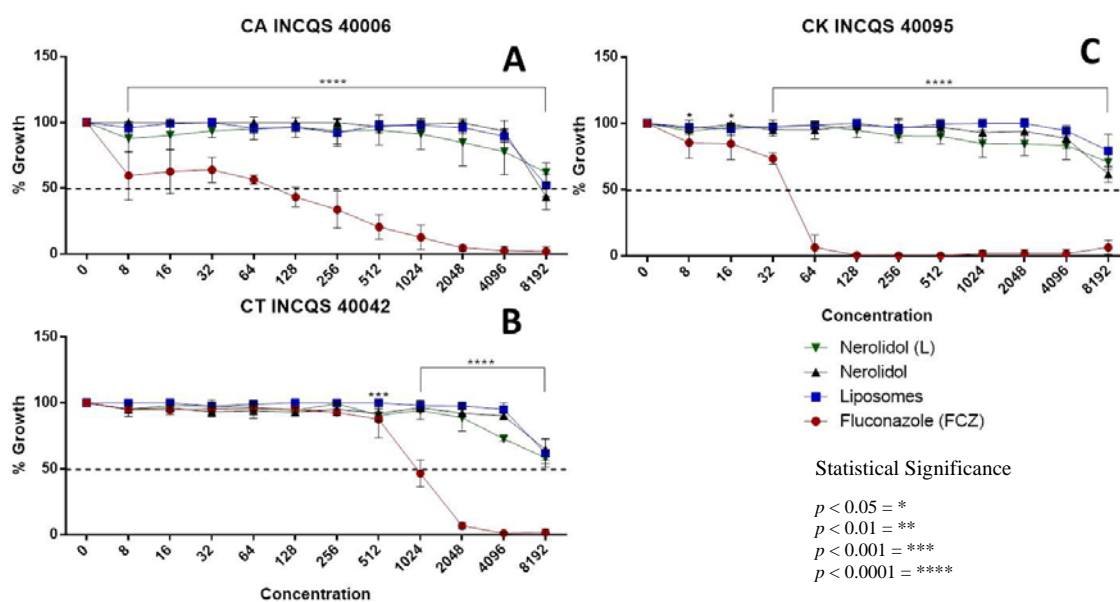 CA INCQS 40006
A
150
100
50
0
% Growth
****
0 8 16 32 64 128 256 512 1024 2048 4096 8192
CT INCQS 40042
B
150
100
50
0
% Growth
***
****
0 8 16 32 64 128 256 512 1024 2048 4096 8192
Concentration
CK INCQS 40095
C
150
100
50
0
% Growth
*
*
****
0 8 16 32 64 128 256 512 1024 2048 4096 8192
Concentration
Nerolidol (L)
Nerolidol
Liposomes
Fluconazole (FCZ)
Statistical Significance
p < 0.05 = *
p < 0.01 = **
p < 0.001 = ***
p < 0.0001 = ****